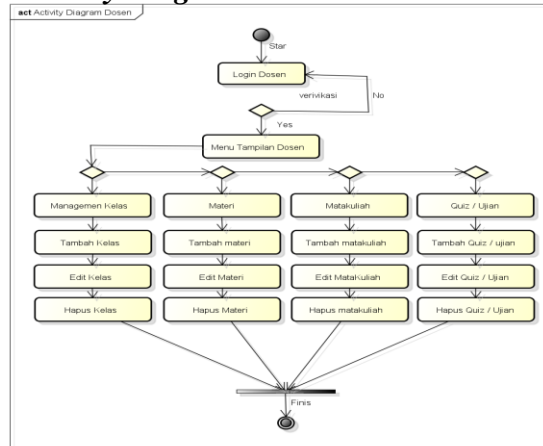 act Activity Diagram Dosen
Star
Login Dosen
verivikasi
No
Yes
Menu Tampilan Dosen
Managemen Kelas
Materi
Matakuliah
Quiz / Ujian
Tambah Kelas
Tambah materi
Tambah matakuliah
Tambah Quiz / ujian
Edit Kelas
Edit Materi
Edit MataKuliah
Edit Quiz / Ujian
Hapus Kelas
Hapus Materi
Hapus matakuliah
Hapus Quiz / Ujian
Finis